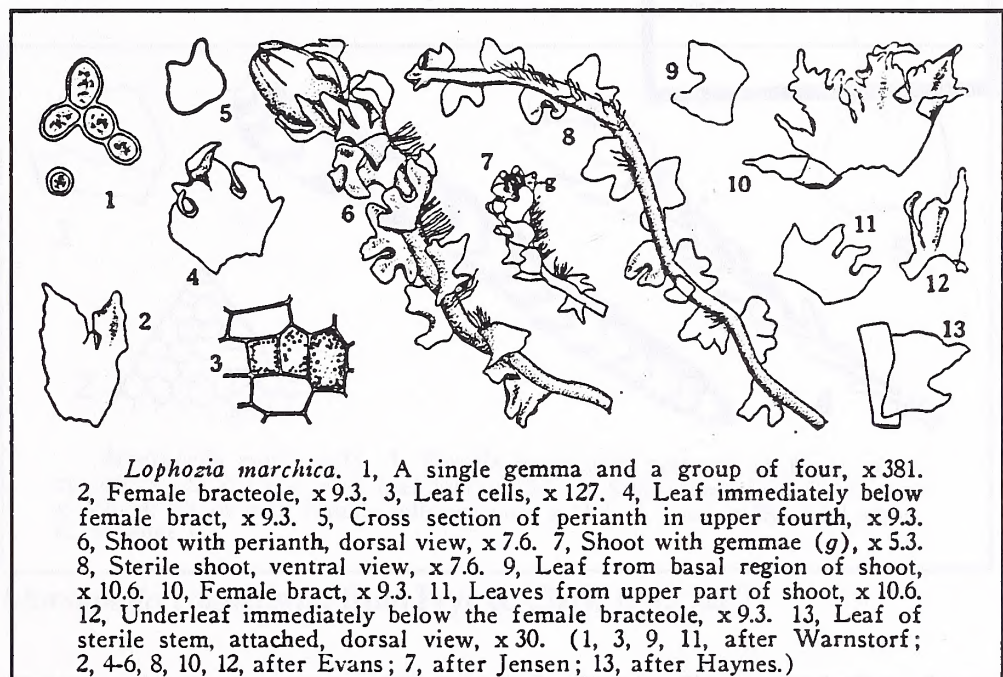 1
2
3
4
5
6
7
g
8
9
10
11
12
13
Lophozia marchica. 1, A single gemma and a group of four, x 381.
2, Female bracteole, x 9.3. 3, Leaf cells, x 127. 4, Leaf immediately below
female bract, x 9.3. 5, Cross section of perianth in upper fourth, x 9.3.
6, Shoot with perianth, dorsal view, x 7.6. 7, Shoot with gemmae (g), x 5.3.
8, Sterile shoot, ventral view, x 7.6. 9, Leaf from basal region of shoot,
x 10.6. 10, Female bract, x 9.3. 11, Leaves from upper part of shoot, x 10.6.
12, Underleaf immediately below the female bracteole, x 9.3. 13, Leaf of
sterile stem, attached, dorsal view, x 30. (1, 3, 9, 11, after Warnstorf;
2, 4-6, 8, 10, 12, after Evans; 7, after Jensen; 13, after Haynes.)